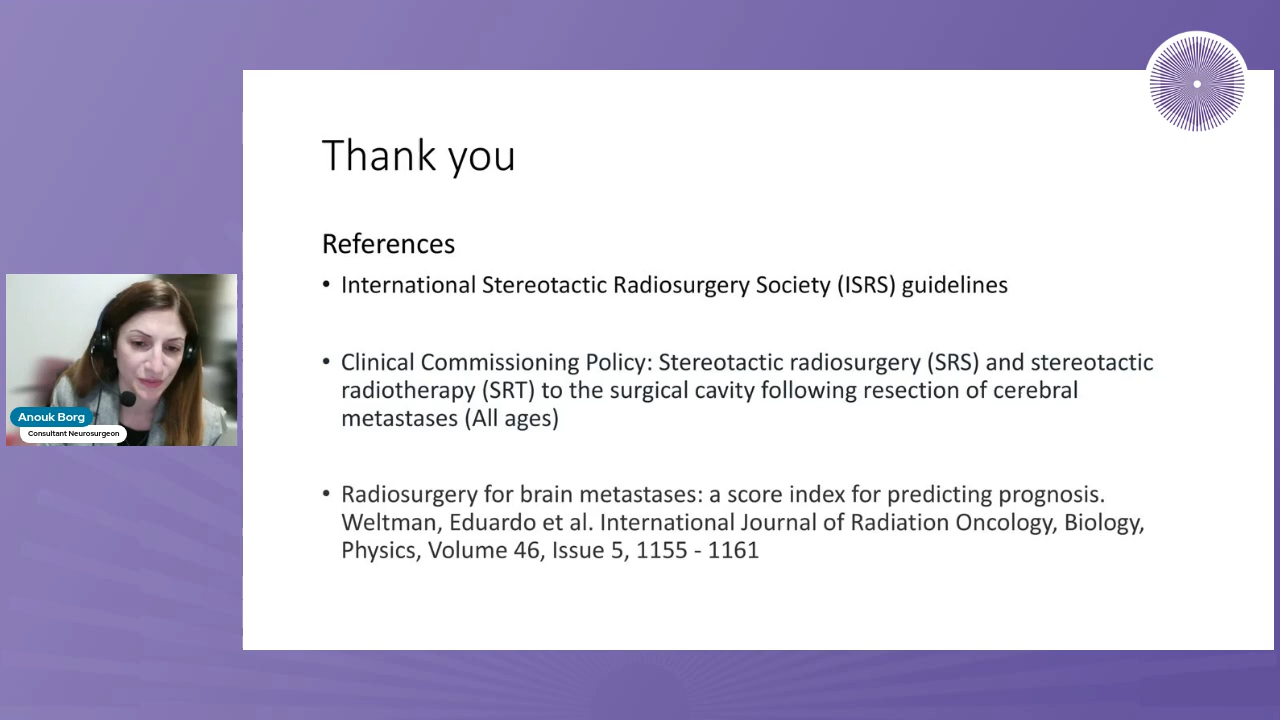 Thank you
References
• International Stereotactic Radiosurgery Society (ISRS) guidelines
• Clinical Commissioning Policy: Stereotactic radiosurgery (SRS) and stereotactic
radiotherapy (SRT) to the surgical cavity following resection of cerebral
metastases (All ages)
• Radiosurgery for brain metastases: a score index for predicting prognosis.
Weltman, Eduardo et al. International Journal of Radiation Oncology, Biology,
Physics, Volume 46, Issue 5, 1155 - 1161
Anouk Borg
Consultant Neurosurgeon